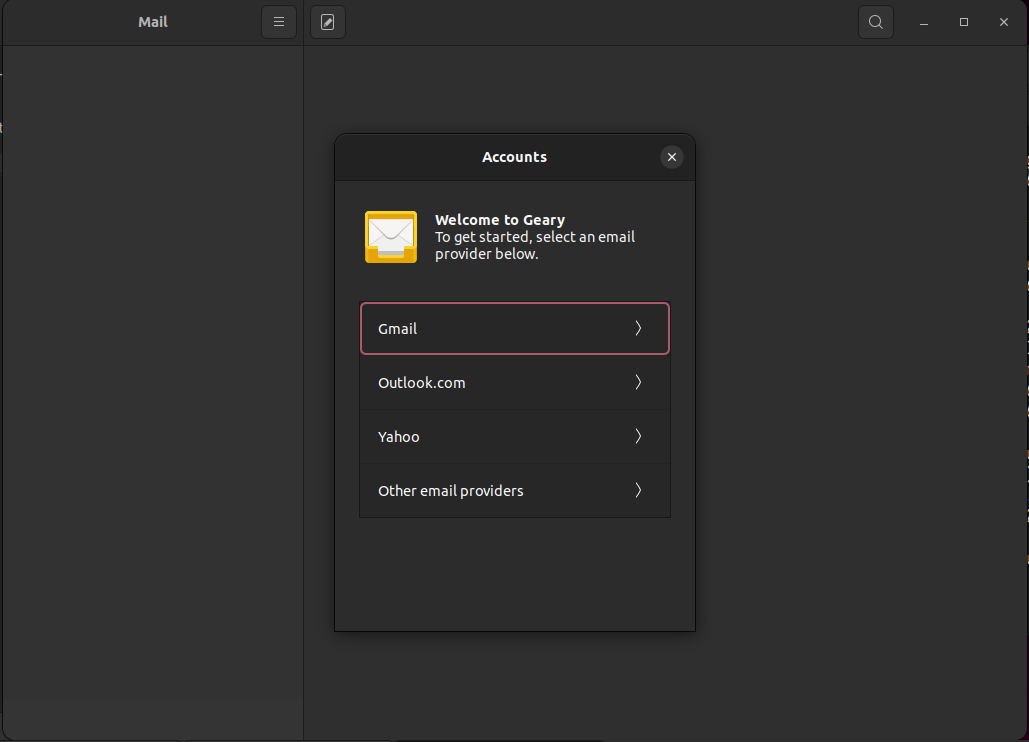 Mail
Accounts
Welcome to Geary
To get started, select an email
provider below.
Gmail
Outlook.com
Yahoo
Other email providers